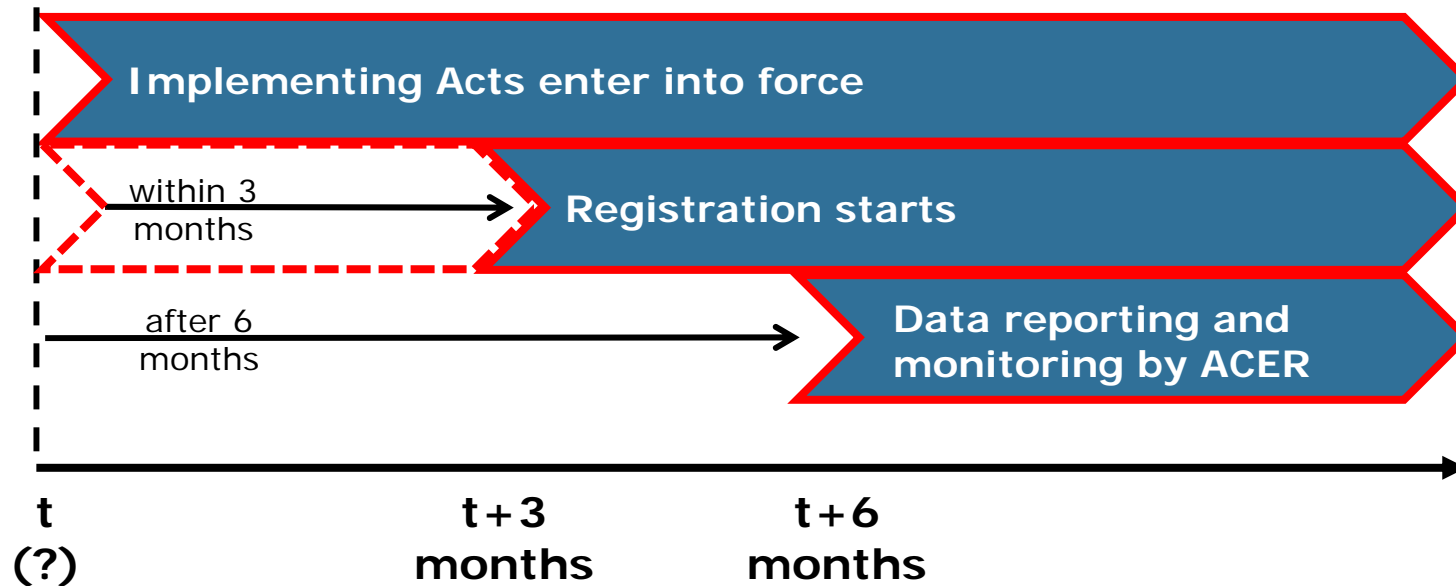 Implementing Acts enter into force
within 3
months
Registration starts
after 6
months
Data reporting and
monitoring by ACER
t
(?)
t+3
months
t+6
months